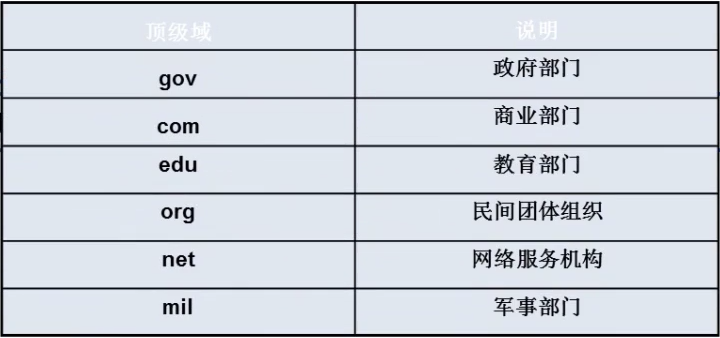 顶级域 说明
gov 政府部门
com 商业部门
edu 教育部门
org 民间团体组织
net 网络服务机构
mil 军事部门